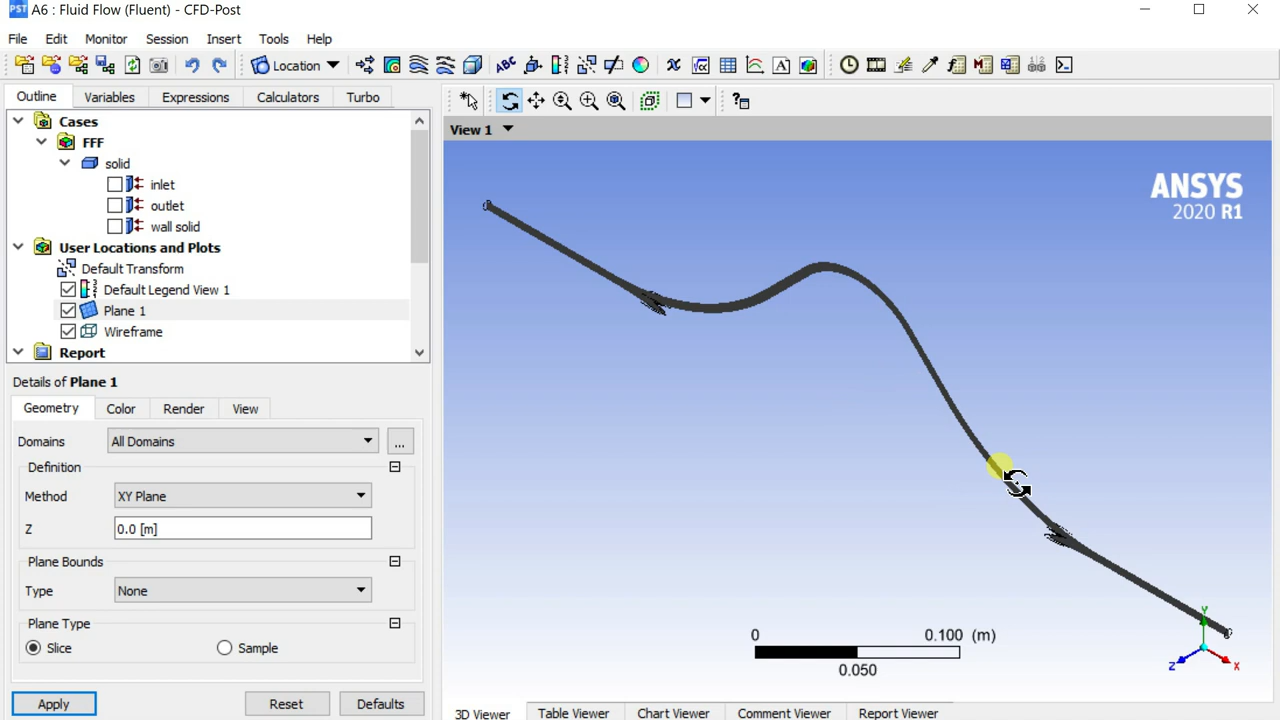 PST A6 : Fluid Flow (Fluent) - CFD-Post
File Edit Monitor Session Insert Tools Help
Location
Outline Variables Expressions Calculators Turbo
Cases
FFF
solid
inlet
outlet
wall solid
User Locations and Plots
Default Transform
Default Legend View 1
Plane 1
Wireframe
Report
Details of Plane 1
Geometry Color Render View
Domains All Domains ...
Definition
Method XY Plane
Z 0.0 [m]
Plane Bounds
Type None
Plane Type
Slice Sample
Apply Reset Defaults
View 1
ANSYS
2020 R1
0 0.100 (m)
0.050
Y
Z X
3D Viewer Table Viewer Chart Viewer Comment Viewer Report Viewer